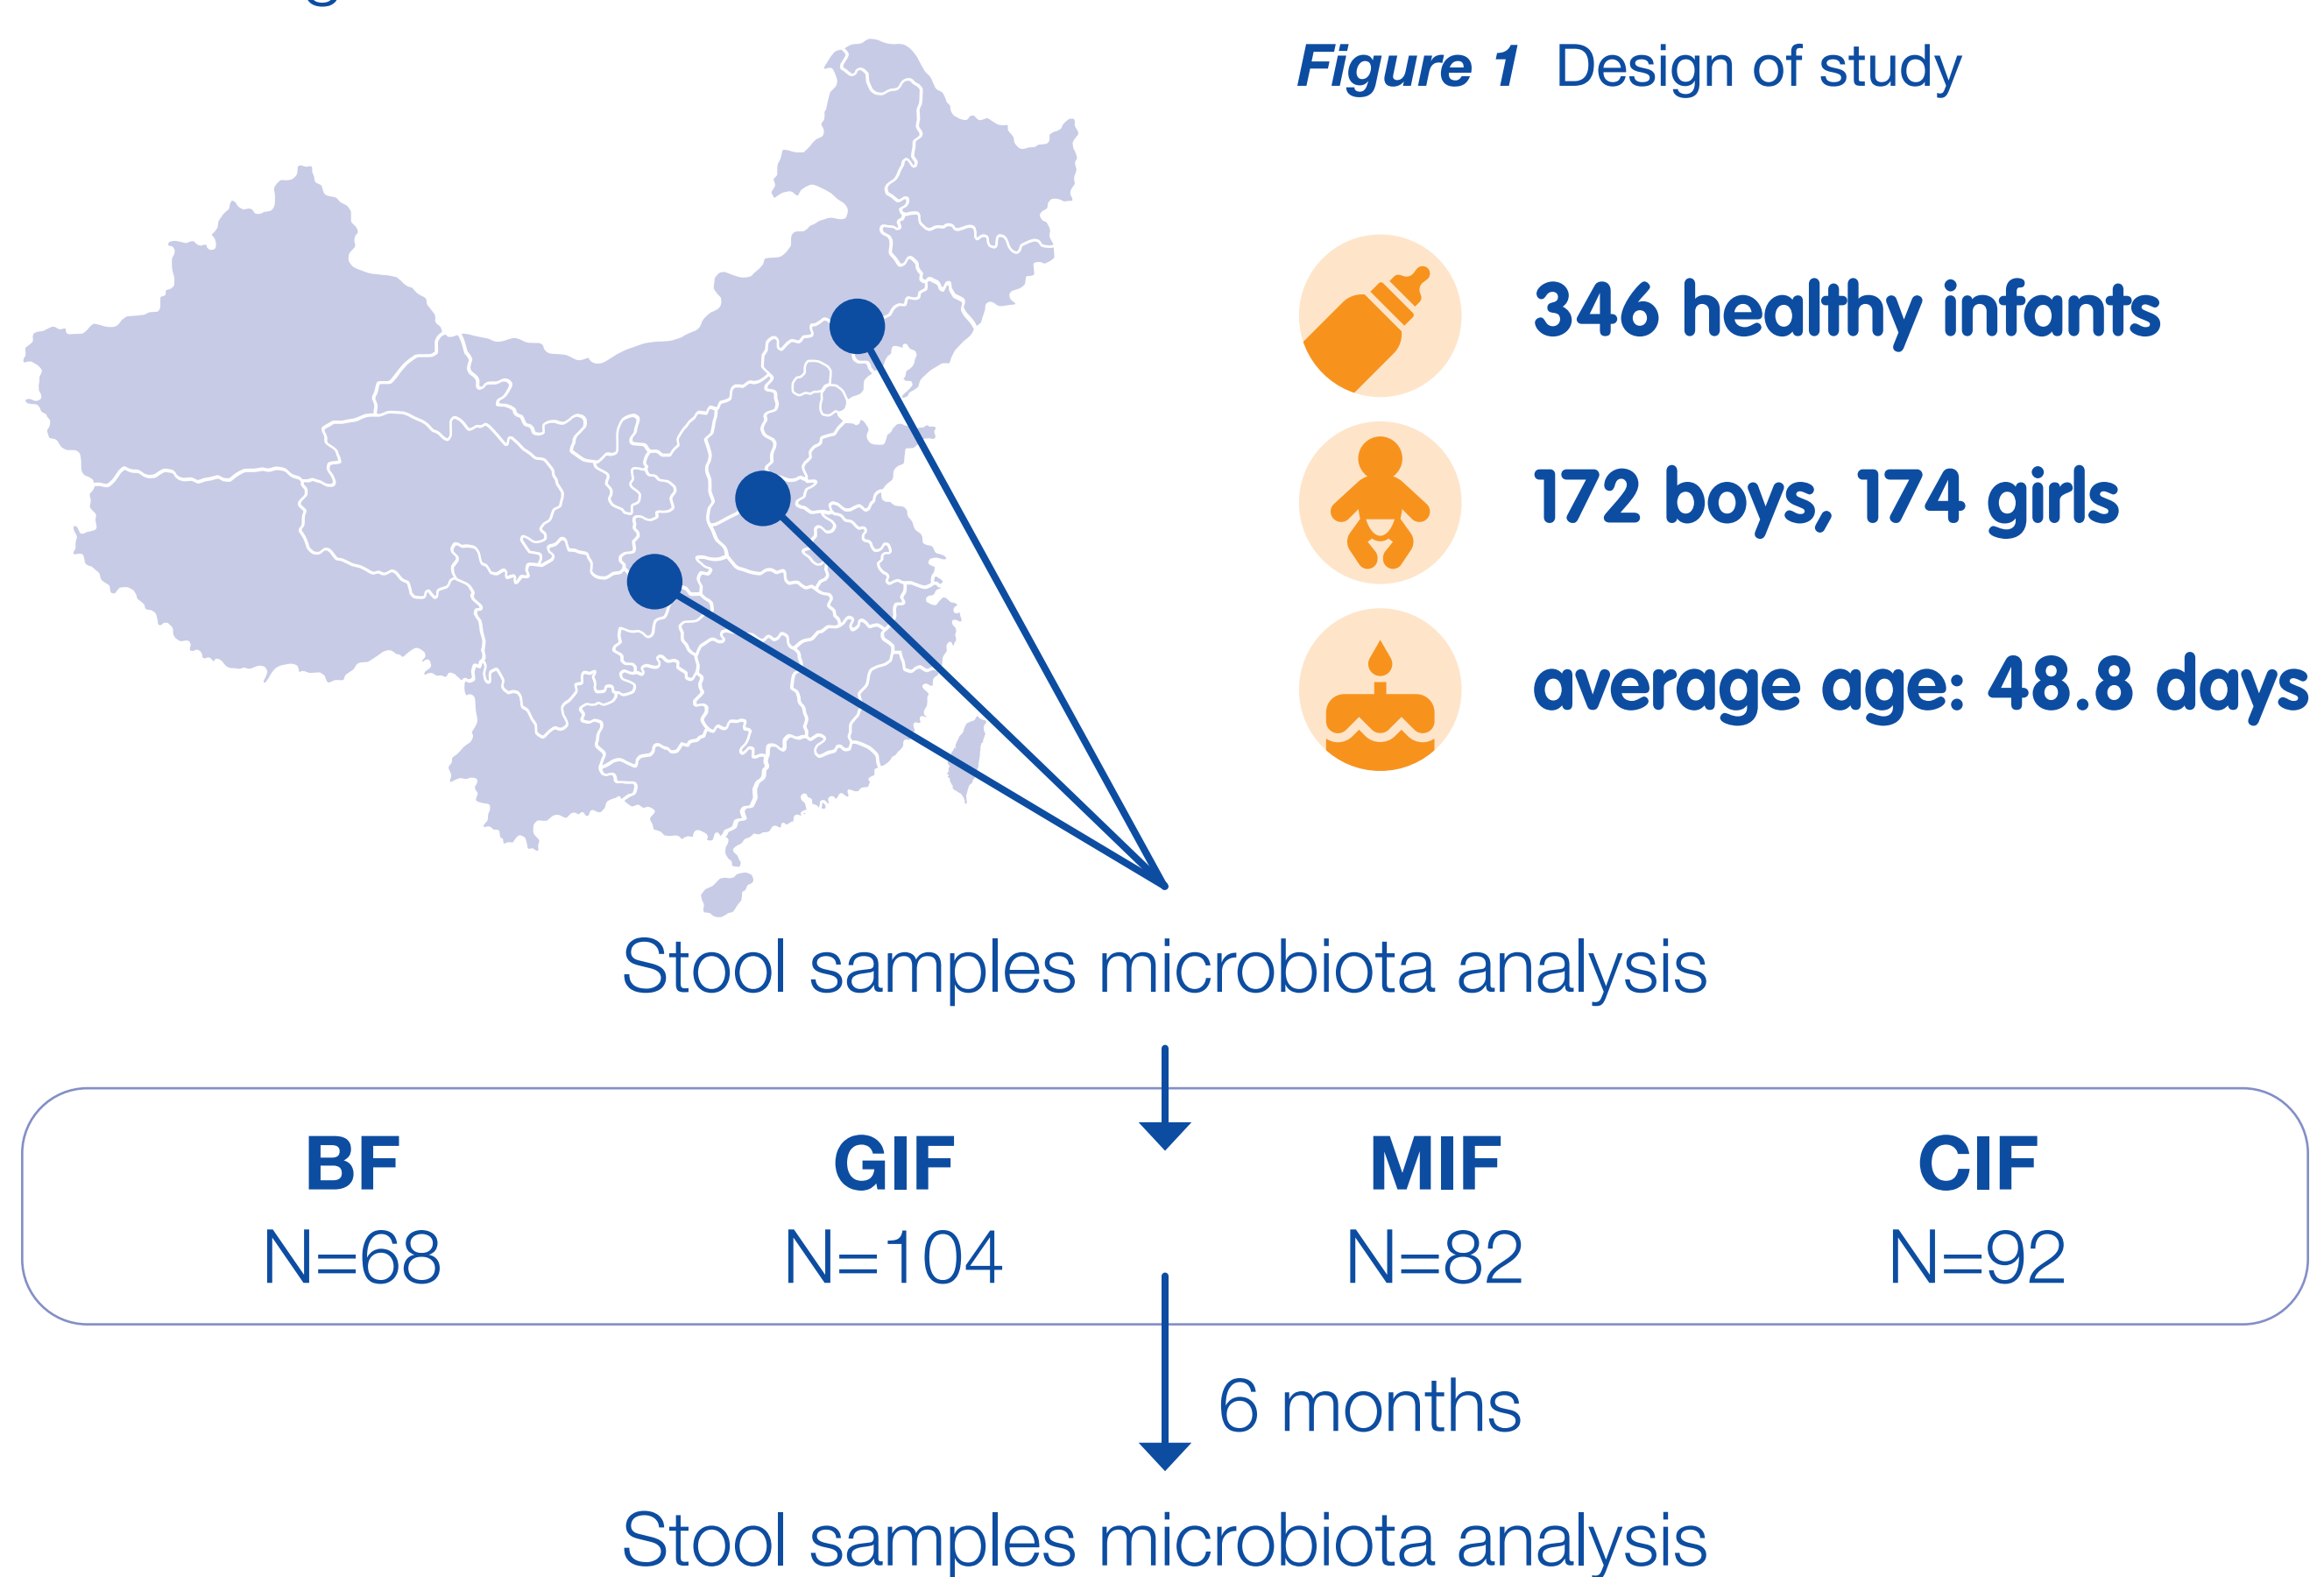 Figure 1 Design of study
346 healthy infants
172 boys, 174 girls
average age: 48.8 days
Stool samples microbiota analysis
BF GIF MIF CIF
N=68 N=104 N=82 N=92
6 months
Stool samples microbiota analysis